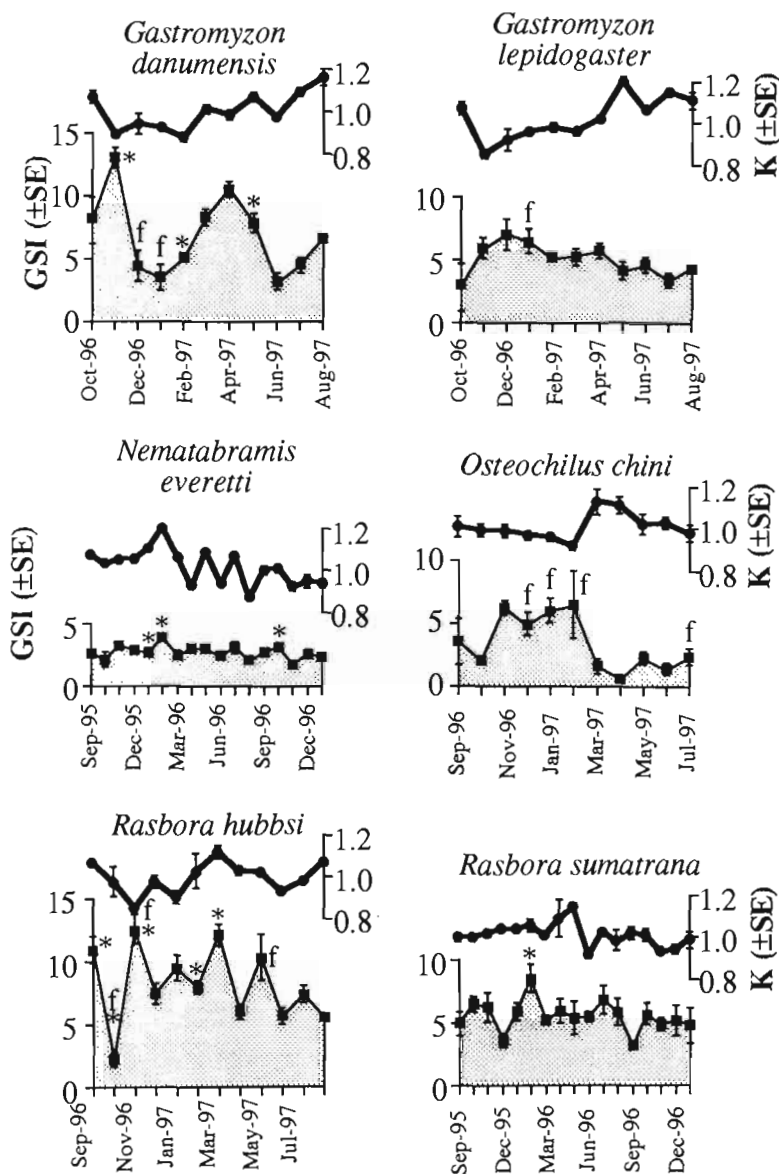 Gastromyzon
danumensis
Gastromyzon
lepidogaster
1.2
1.0
0.8
15
10
5
0
GSI (±SE)
*
f
f
*
*
Oct-96
Dec-96
Feb-97
Apr-97
Jun-97
Aug-97
1.2
1.0
0.8
K (±SE)
10
5
0
f
Oct-96
Dec-96
Feb-97
Apr-97
Jun-97
Aug-97
Nematabramis
everetti
Osteochilus chini
1.2
1.0
0.8
5
0
GSI (±SE)
*
*
*
Sep-95
Dec-95
Mar-96
Jun-96
Sep-96
Dec-96
1.2
1.0
0.8
K (±SE)
10
5
0
f
f
f
f
Sep-96
Nov-96
Jan-97
Mar-97
May-97
Jul-97
Rasbora hubbsi
Rasbora sumatrana
1.2
1.0
0.8
15
10
5
0
*
f
*
f
*
*
*
f
Sep-96
Nov-96
Jan-97
Mar-97
May-97
Jul-97
1.2
1.0
0.8
K (±SE)
10
5
0
*
Sep-95
Dec-95
Mar-96
Jun-96
Sep-96
Dec-96